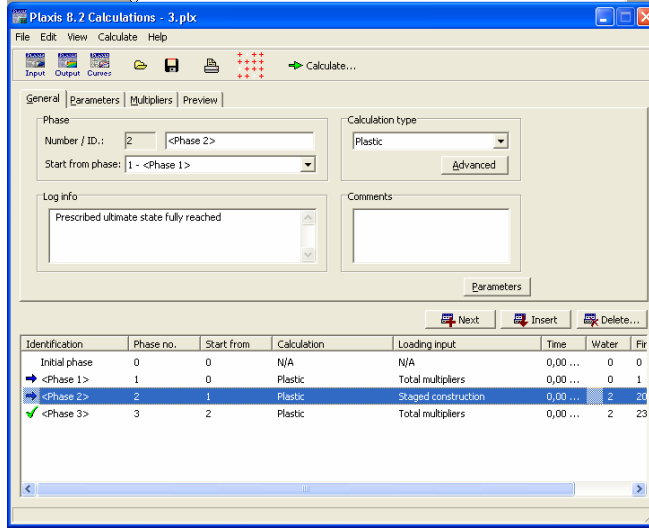 Plaxis 8.2 Calculations - 3.plx
File Edit View Calculate Help
Input Output Curves Calculate...
General Parameters Multipliers Preview
Phase
Number / ID.: 2 <Phase 2>
Start from phase: 1 - <Phase 1>
Calculation type
Plastic
Advanced
Log info
Prescribed ultimate state fully reached
Comments
Parameters
Next Insert Delete...
Identification Phase no. Start from Calculation Loading input Time Water Fir
Initial phase 0 0 N/A N/A 0,00 ... 0 0
<Phase 1> 1 0 Plastic Total multipliers 0,00 ... 0 1
<Phase 2> 2 1 Plastic Staged construction 0,00 ... 2 20
<Phase 3> 3 2 Plastic Total multipliers 0,00 ... 2 23